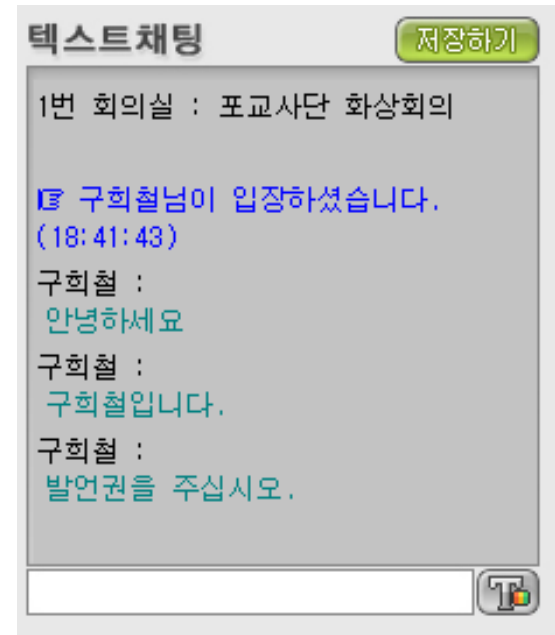 텍스트채팅
저장하기
1번 회의실 : 포교사단 화상회의
☞ 구희철님이 입장하셨습니다.
(18:41:43)
구희철 :
안녕하세요
구희철 :
구희철입니다.
구희철 :
발언권을 주십시오.
T